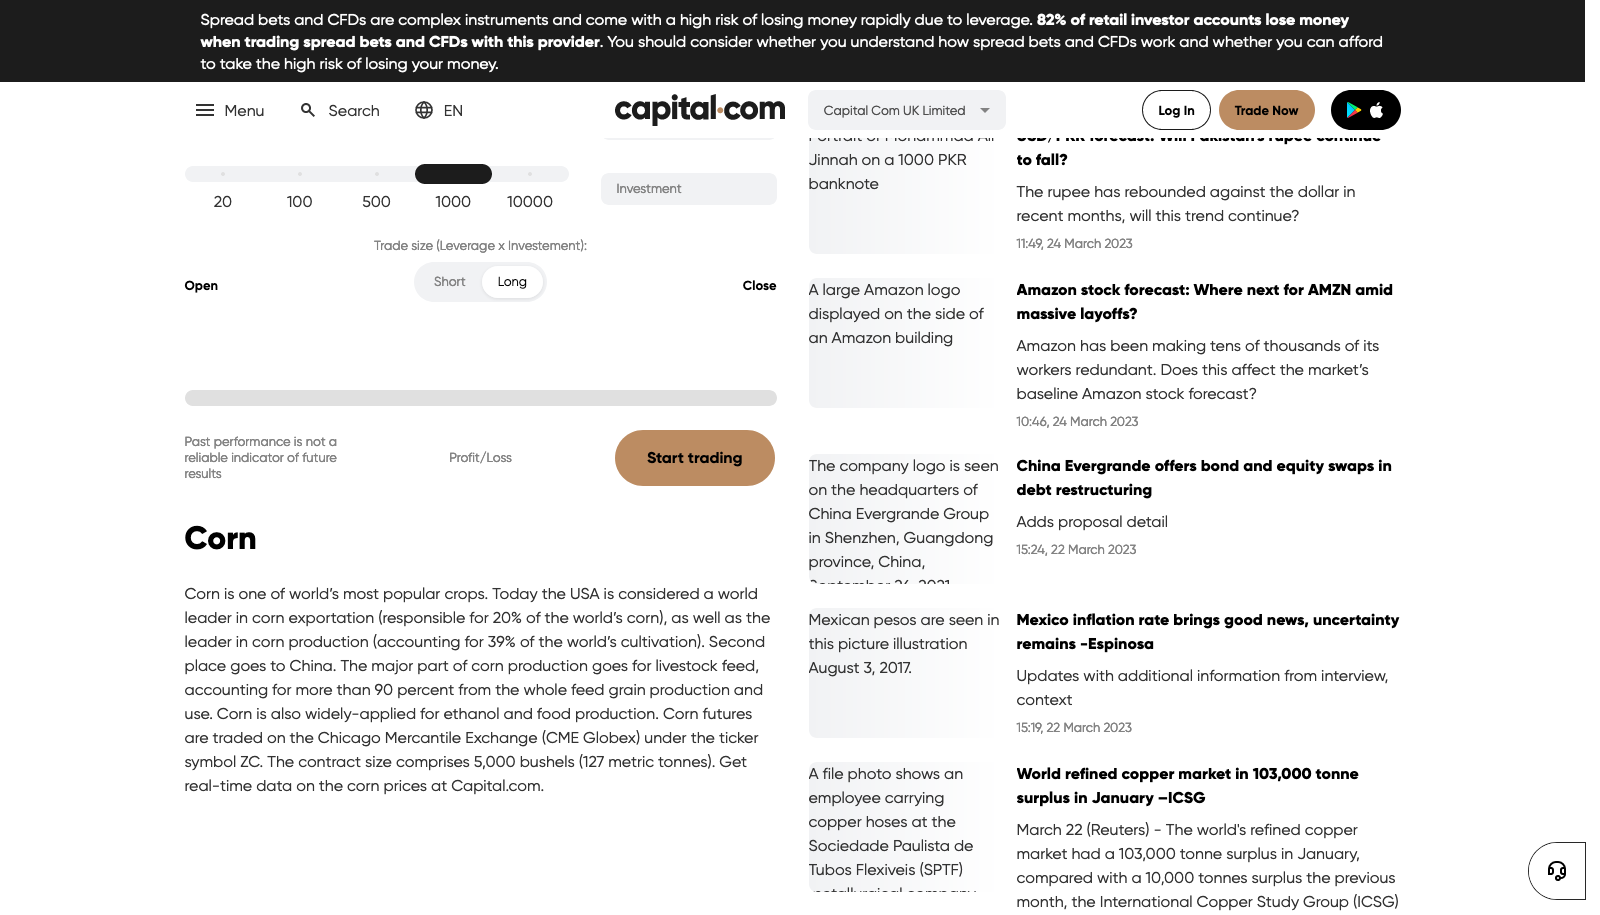 Spread bets and CFDs are complex instruments and come with a high risk of losing money rapidly due to leverage. 82% of retail investor accounts lose money
when trading spread bets and CFDs with this provider. You should consider whether you understand how spread bets and CFDs work and whether you can afford
to take the high risk of losing your money.
Menu
Search
EN
capital.com
Capital Com UK Limited
Log In
Trade Now
20
100
500
1000
10000
Investment
Trade size (Leverage x Investement):
Open
Short
Long
Close
Past performance is not a
reliable indicator of future
results
Profit/Loss
Start trading
Corn
Corn is one of world’s most popular crops. Today the USA is considered a world
leader in corn exportation (responsible for 20% of the world’s corn), as well as the
leader in corn production (accounting for 39% of the world’s cultivation). Second
place goes to China. The major part of corn production goes for livestock feed,
accounting for more than 90 percent from the whole feed grain production and
use. Corn is also widely-applied for ethanol and food production. Corn futures
are traded on the Chicago Mercantile Exchange (CME Globex) under the ticker
symbol ZC. The contract size comprises 5,000 bushels (127 metric tonnes). Get
real-time data on the corn prices at Capital.com.
Portrait of Mohammad Ali
Jinnah on a 1000 PKR
banknote
USD/PKR forecast: Will Pakistan's rupee continue
to fall?
The rupee has rebounded against the dollar in
recent months, will this trend continue?
11:49, 24 March 2023
A large Amazon logo
displayed on the side of
an Amazon building
Amazon stock forecast: Where next for AMZN amid
massive layoffs?
Amazon has been making tens of thousands of its
workers redundant. Does this affect the market’s
baseline Amazon stock forecast?
10:46, 24 March 2023
The company logo is seen
on the headquarters of
China Evergrande Group
in Shenzhen, Guangdong
province, China,
September 26, 2021
China Evergrande offers bond and equity swaps in
debt restructuring
Adds proposal detail
15:24, 22 March 2023
Mexican pesos are seen in
this picture illustration
August 3, 2017.
Mexico inflation rate brings good news, uncertainty
remains -Espinosa
Updates with additional information from interview,
context
15:19, 22 March 2023
A file photo shows an
employee carrying
copper hoses at the
Sociedade Paulista de
Tubos Flexiveis (SPTF)
World refined copper market in 103,000 tonne
surplus in January –ICSG
March 22 (Reuters) - The world's refined copper
market had a 103,000 tonne surplus in January,
compared with a 10,000 tonnes surplus the previous
month, the International Copper Study Group (ICSG)